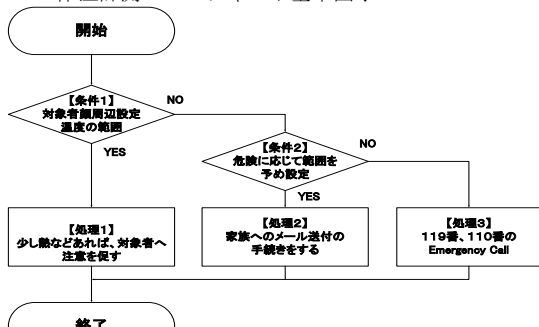 開始
【条件1】
対象者顔周辺設定
温度の範囲
NO
YES
【条件2】
危険に応じて範囲を
予め設定
NO
YES
【処理1】
少し熱などあれば、対象者へ
注意を促す
【処理2】
家族へのメール送付の
手続きをする
【処理3】
119番、110番の
Emergency Call
終了